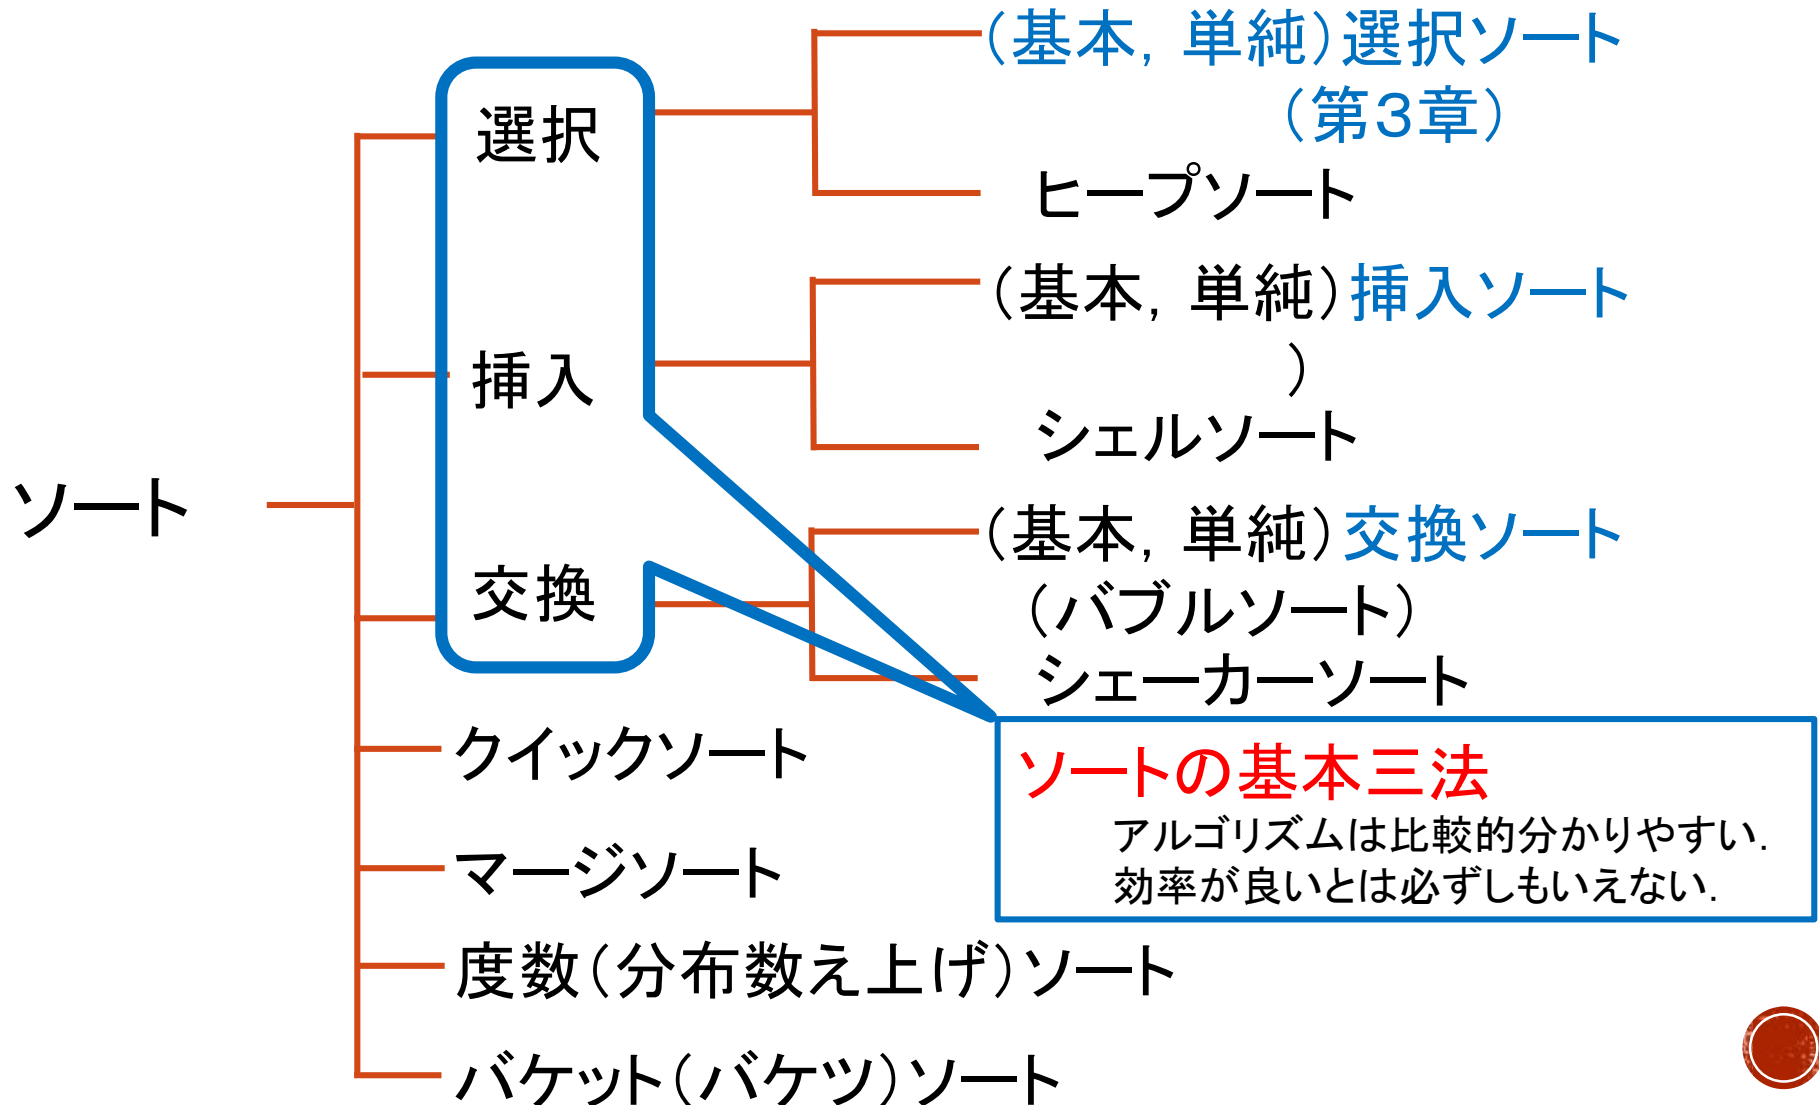 （基本，単純）選択ソート
（第３章）
選択
ヒープソート
（基本，単純）挿入ソート
）
挿入
シェルソート
ソート
（基本，単純）交換ソート
交換
（バブルソート）
シェーカーソート
クイックソート
ソートの基本三法
アルゴリズムは比較的分かりやすい．
効率が良いとは必ずしもいえない．
マージソート
度数（分布数え上げ）ソート
バケット（バケツ）ソート